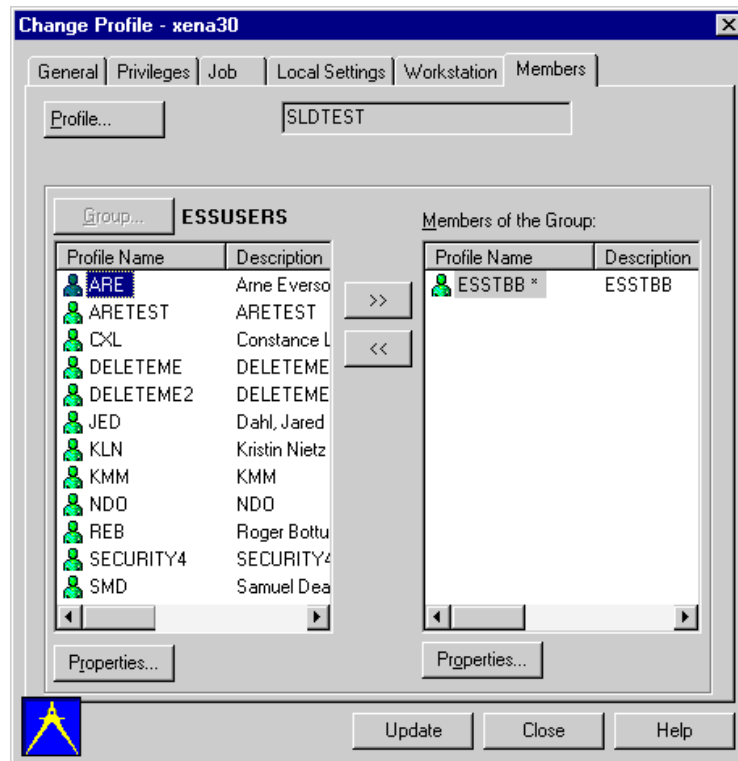 Change Profile - xena30
General Privileges Job Local Settings Workstation Members
Profile... SLDTEST
Group... ESSUSERS
Members of the Group:
Profile Name Description
ARE Arne Everso
ARETEST ARETEST
CXL Constance L
DELETEME DELETEME
DELETEME2 DELETEME
JED Dahl, Jared
KLN Kristin Nietz
KMM KMM
NDO NDO
REB Roger Bottu
SECURITY4 SECURITY4
SMD Samuel Dea
>>
<<
Profile Name Description
ESSTBB * ESSTBB
Properties...
Properties...
Update Close Help